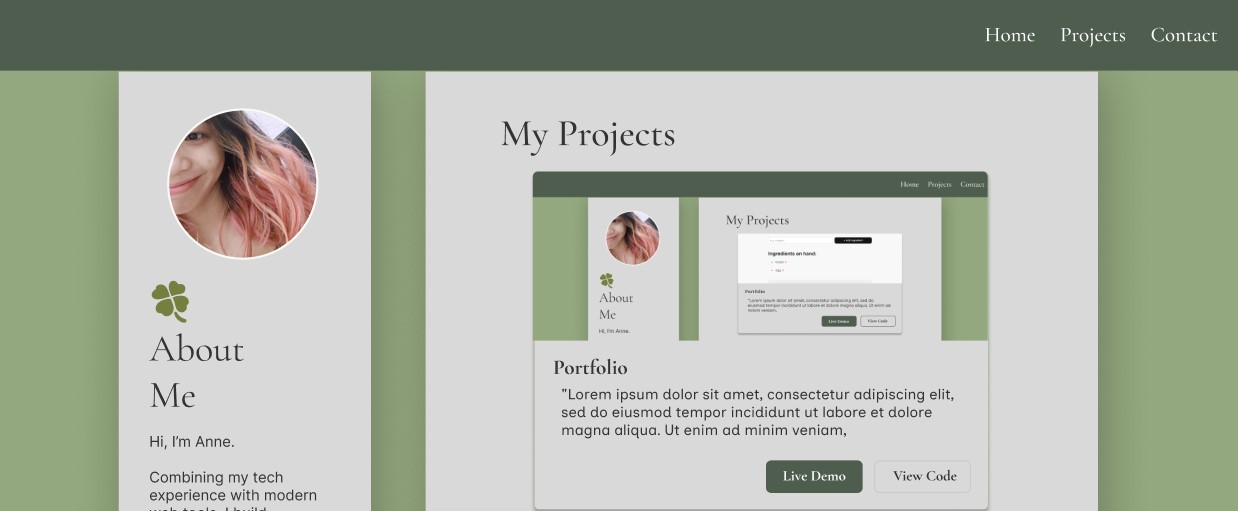 Home Projects Contact
About
Me
Hi, I'm Anne.
Combining my tech
experience with modern
web tools, I build
My Projects
Home Projects Contact
My Projects
Ingredients on hand:
Portfolio
"Lorem ipsum dolor sit amet, consectetur adipiscing elit, sed do
eiusmod tempor incididunt ut labore et dolore magna aliqua. Ut enim ad
minim veniam,
Live Demo View Code
About
Me
Hi, I'm Anne.
Portfolio
"Lorem ipsum dolor sit amet, consectetur adipiscing elit,
sed do eiusmod tempor incididunt ut labore et dolore
magna aliqua. Ut enim ad minim veniam,
Live Demo View Code